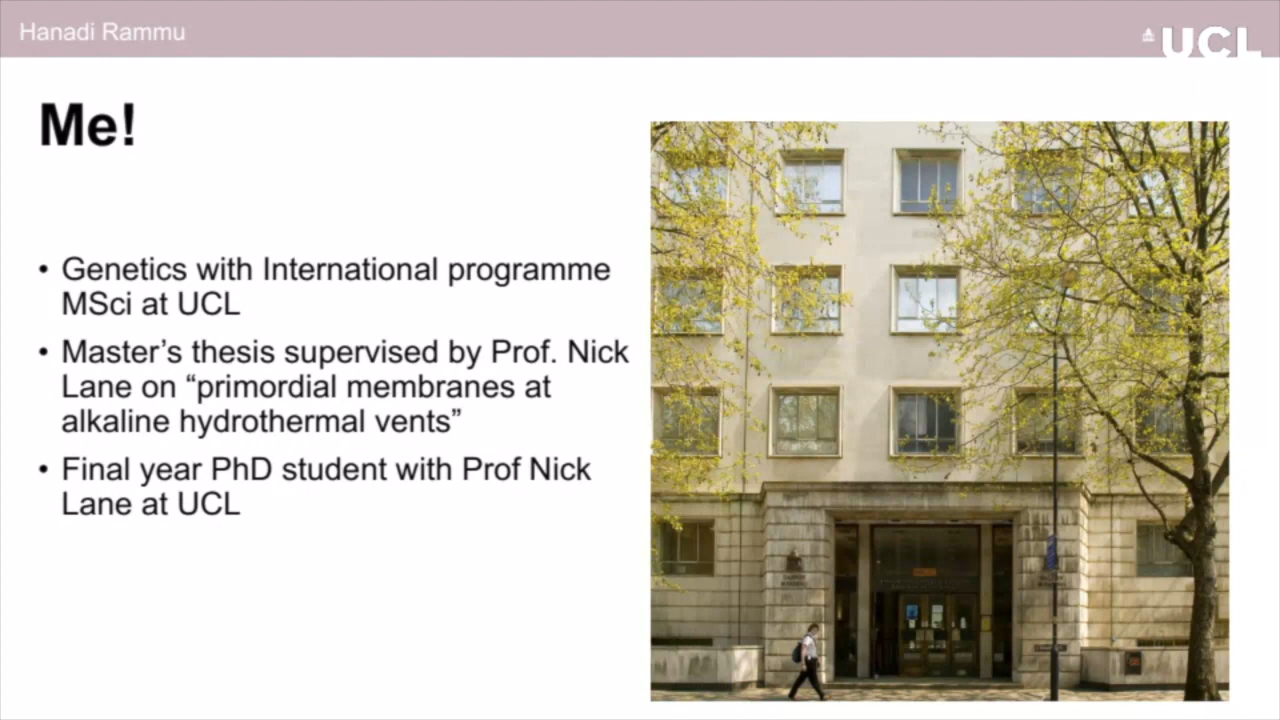 Hanadi Rammu
UCL
Me!
• Genetics with International programme
MSci at UCL
• Master’s thesis supervised by Prof. Nick
Lane on “primordial membranes at
alkaline hydrothermal vents”
• Final year PhD student with Prof Nick
Lane at UCL